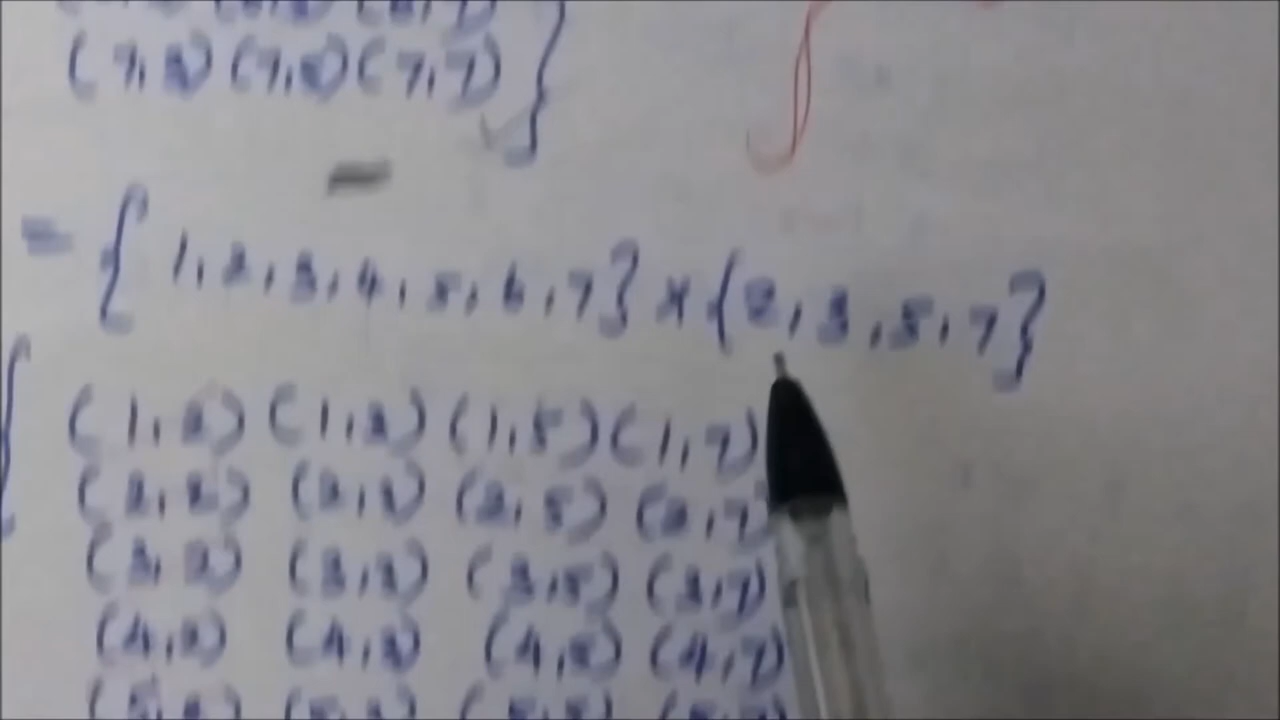 (7,3) (7,5) (7,7) }
= { 1,2,3,4,5,6,7} × {2,3,5,7}
{ (1,2) (1,3) (1,5) (1,7)
(2,2) (2,3) (2,5) (2,7)
(3,2) (3,3) (3,5) (3,7)
(4,2) (4,3) (4,5) (4,7)